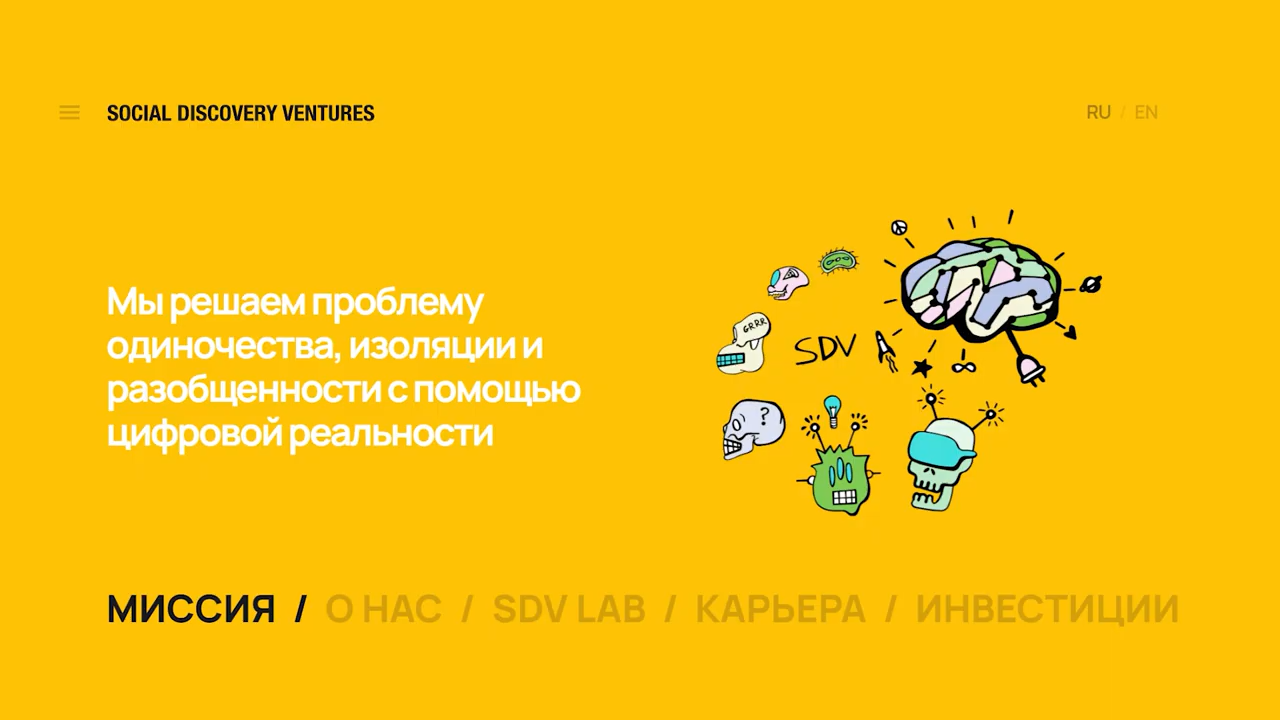 SOCIAL DISCOVERY VENTURES
RU / EN
Мы решаем проблему
одиночества, изоляции и
разобщенности с помощью
цифровой реальности
GRRR
SDV
?
МИССИЯ / О НАС / SDV LAB / КАРЬЕРА / ИНВЕСТИЦИИ